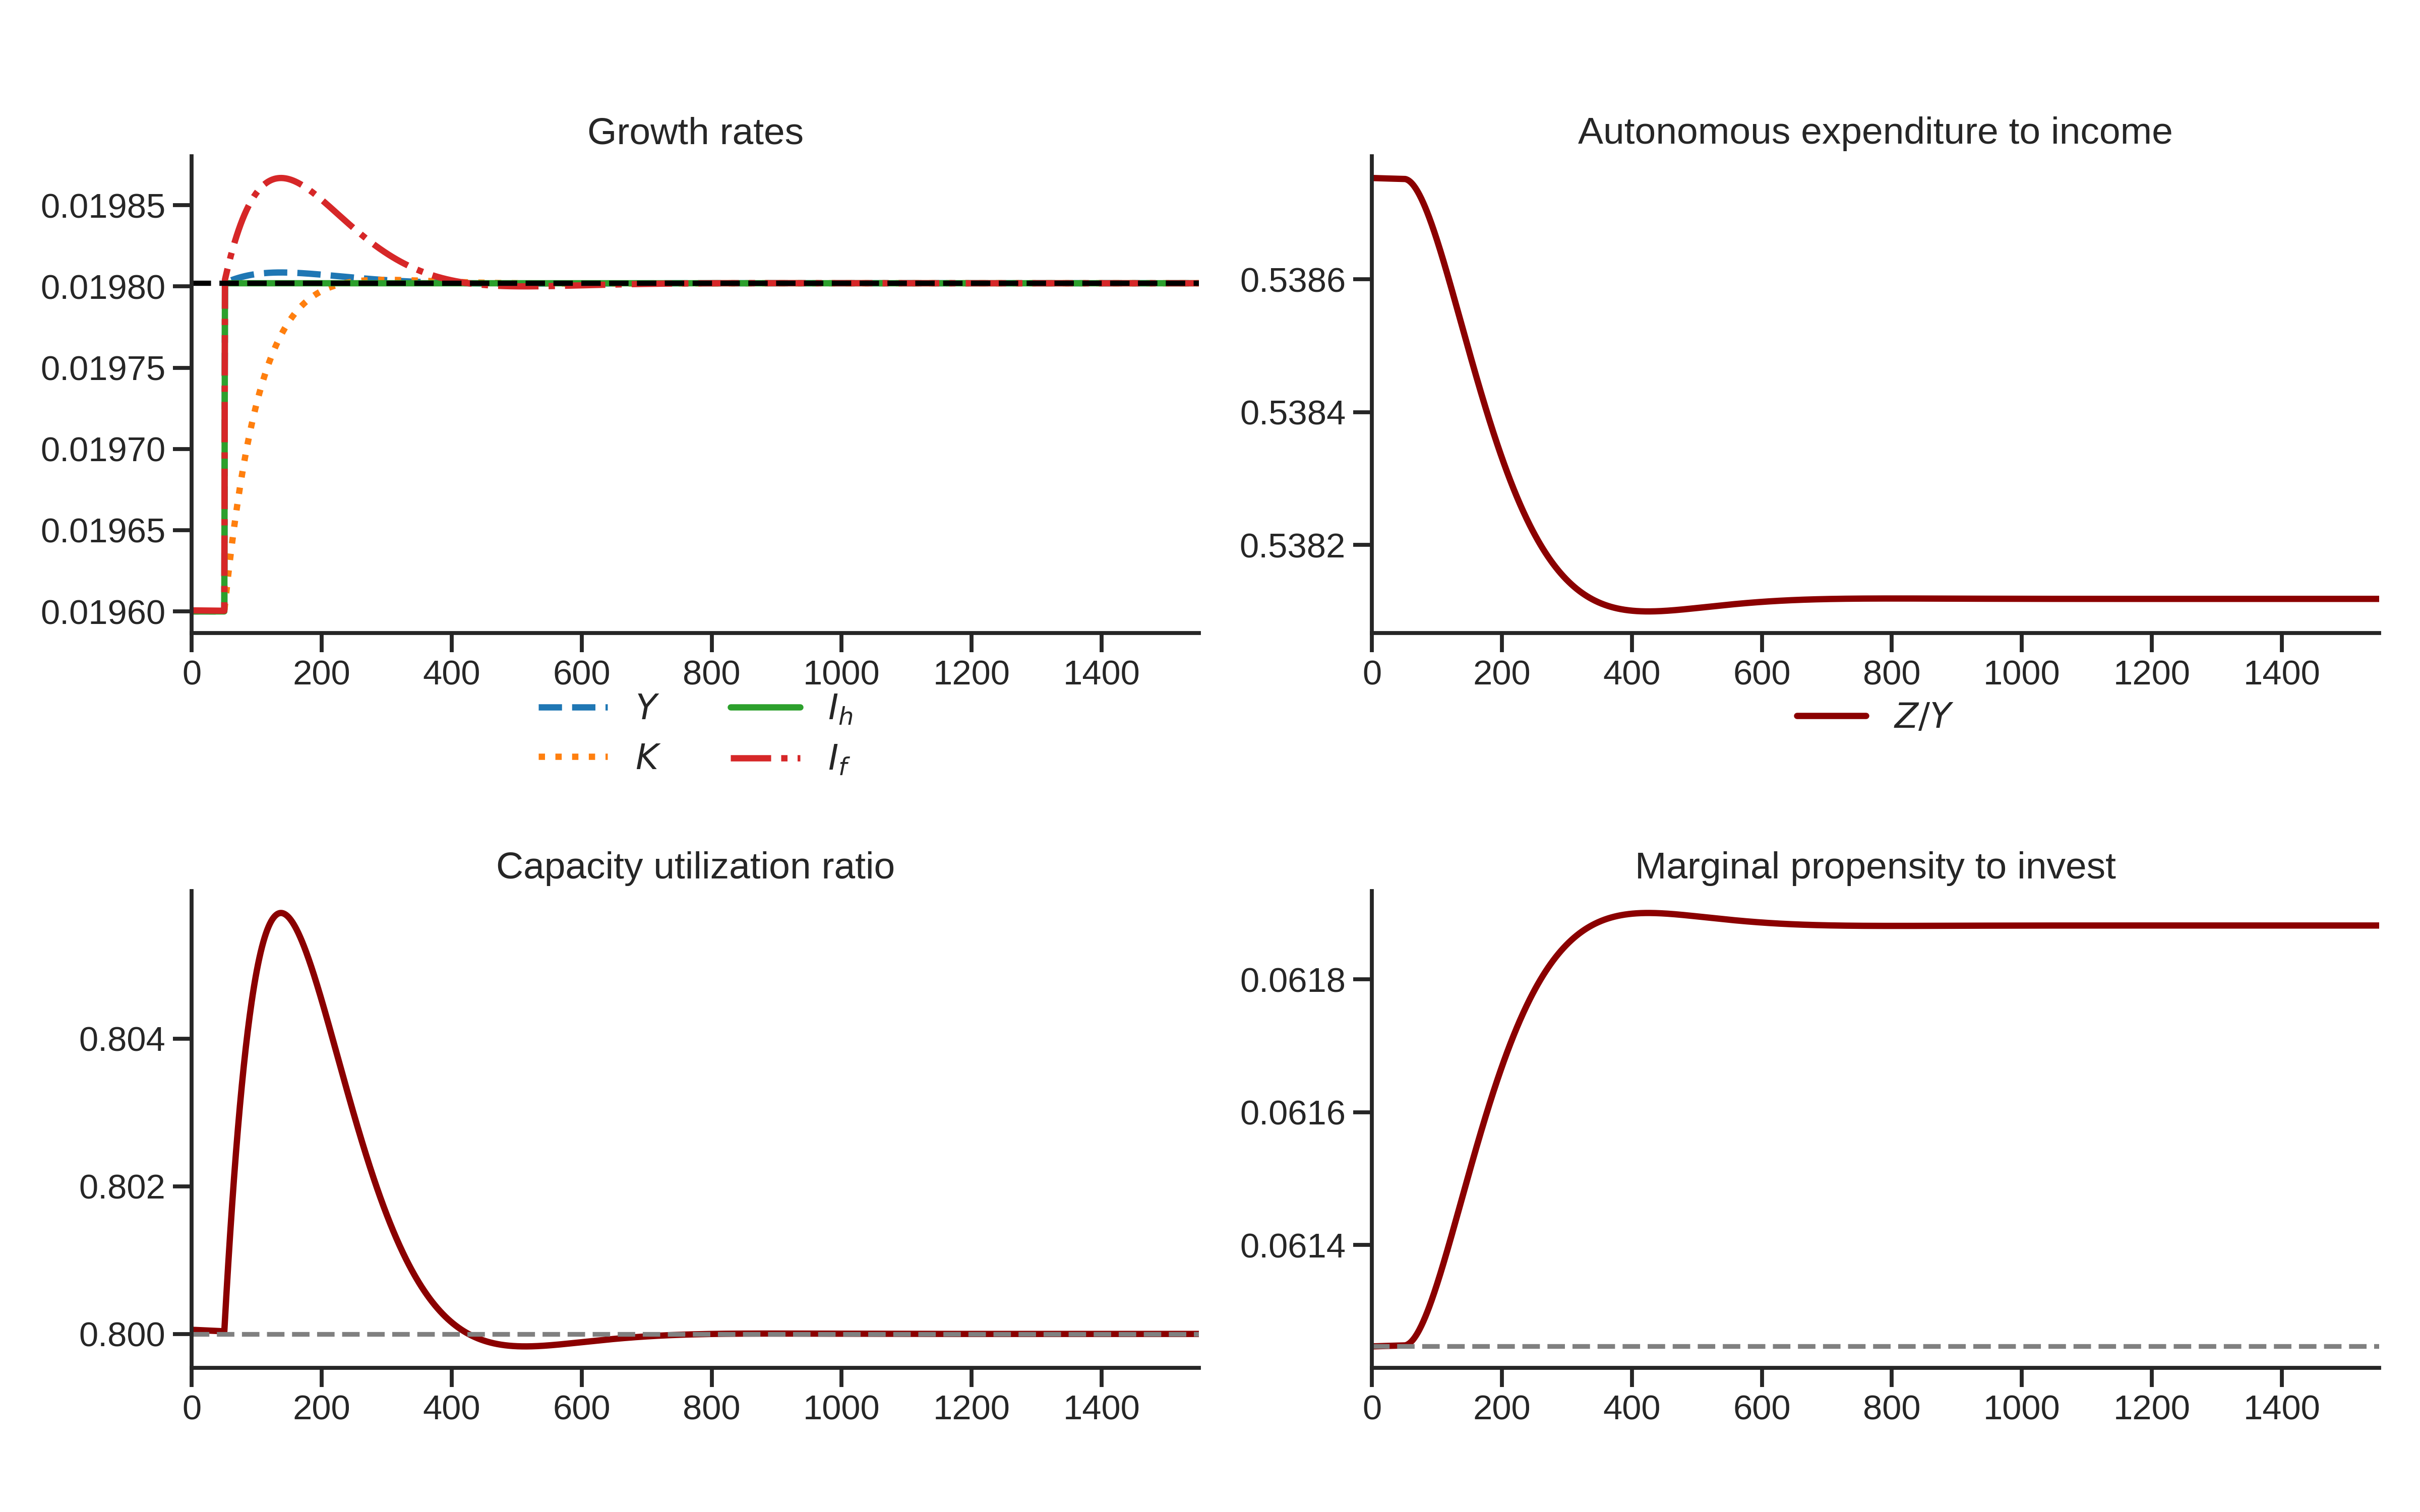 Growth rates
0.01985
0.01980
0.01975
0.01970
0.01965
0.01960
0 200 400 600 800 1000 1200 1400
Y I_h
K I_f
Autonomous expenditure to income
0.5386
0.5384
0.5382
0 200 400 600 800 1000 1200 1400
Z/Y
Capacity utilization ratio
0.804
0.802
0.800
0 200 400 600 800 1000 1200 1400
Marginal propensity to invest
0.0618
0.0616
0.0614
0 200 400 600 800 1000 1200 1400